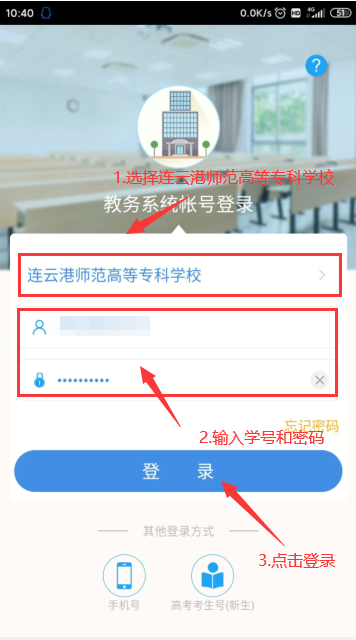 10:40
0.0K/s HD 4G 51
?
1.选择连云港师范高等专科学校
教务系统帐号登录
连云港师范高等专科学校
忘记密码
2.输入学号和密码
登 录
其他登录方式
3.点击登录
手机号 高考考生号(新生)